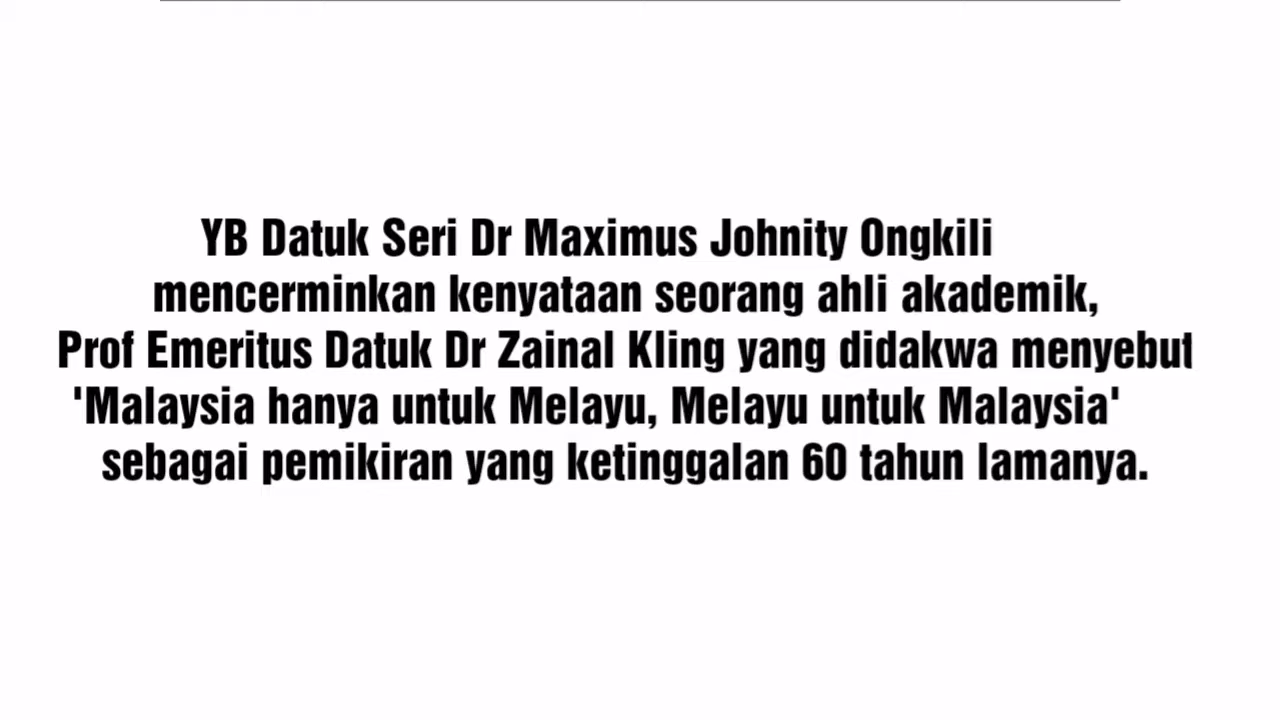 YB Datuk Seri Dr Maximus Johnity Ongkili
mencerminkan kenyataan seorang ahli akademik,
Prof Emeritus Datuk Dr Zainal Kling yang didakwa menyebut
'Malaysia hanya untuk Melayu, Melayu untuk Malaysia'
sebagai pemikiran yang ketinggalan 60 tahun lamanya.